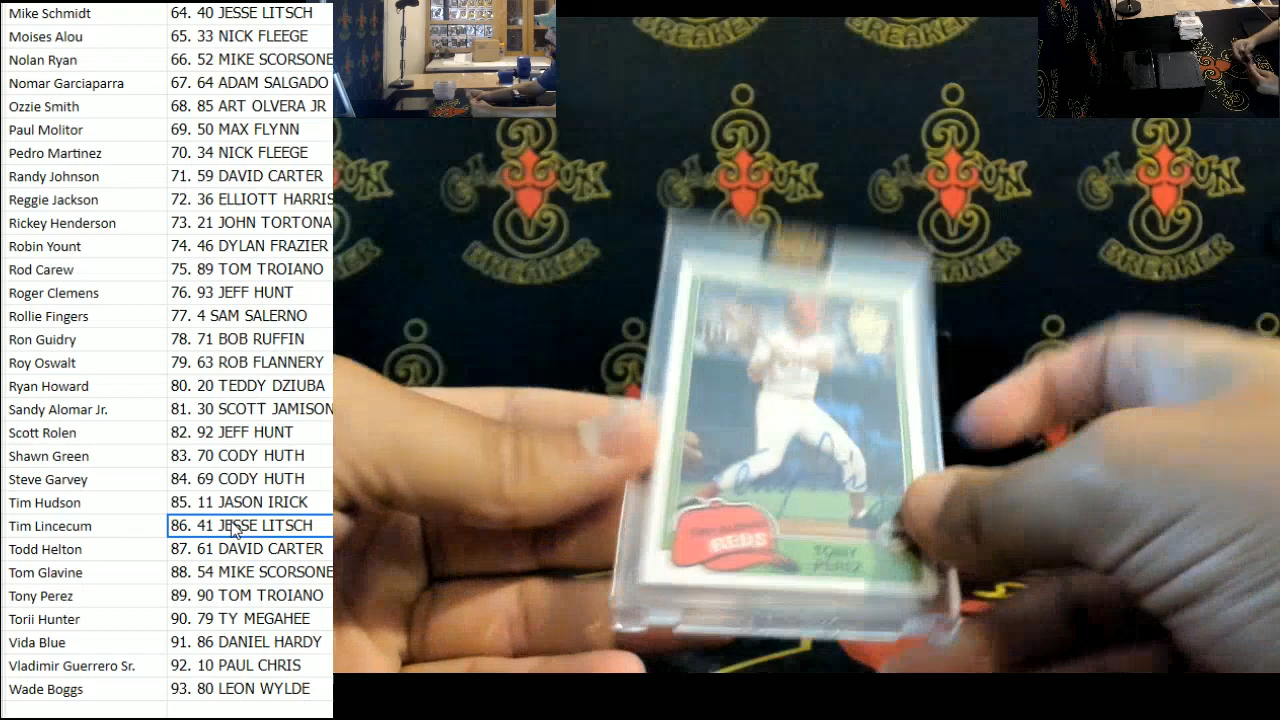 Mike Schmidt 64. 40 JESSE LITSCH
Moises Alou 65. 33 NICK FLEEGE
Nolan Ryan 66. 52 MIKE SCORSONE
Nomar Garciaparra 67. 64 ADAM SALGADO
Ozzie Smith 68. 85 ART OLVERA JR
Paul Molitor 69. 50 MAX FLYNN
Pedro Martinez 70. 34 NICK FLEEGE
Randy Johnson 71. 59 DAVID CARTER
Reggie Jackson 72. 36 ELLIOTT HARRIS
Rickey Henderson 73. 21 JOHN TORTONA
Robin Yount 74. 46 DYLAN FRAZIER
Rod Carew 75. 89 TOM TROIANO
Roger Clemens 76. 93 JEFF HUNT
Rollie Fingers 77. 4 SAM SALERNO
Ron Guidry 78. 71 BOB RUFFIN
Roy Oswalt 79. 63 ROB FLANNERY
Ryan Howard 80. 20 TEDDY DZIUBA
Sandy Alomar Jr. 81. 30 SCOTT JAMISON
Scott Rolen 82. 92 JEFF HUNT
Shawn Green 83. 70 CODY HUTH
Steve Garvey 84. 69 CODY HUTH
Tim Hudson 85. 11 JASON IRICK
Tim Lincecum 86. 41 JESSE LITSCH
Todd Helton 87. 61 DAVID CARTER
Tom Glavine 88. 54 MIKE SCORSONE
Tony Perez 89. 90 TOM TROIANO
Torii Hunter 90. 79 TY MEGAHEE
Vida Blue 91. 86 DANIEL HARDY
Vladimir Guerrero Sr. 92. 10 PAUL CHRIS
Wade Boggs 93. 80 LEON WYLDE
BREAKER
BREAKER
BREAKER
BREAKER
BREAKER
REDS
TONY
PEREZ